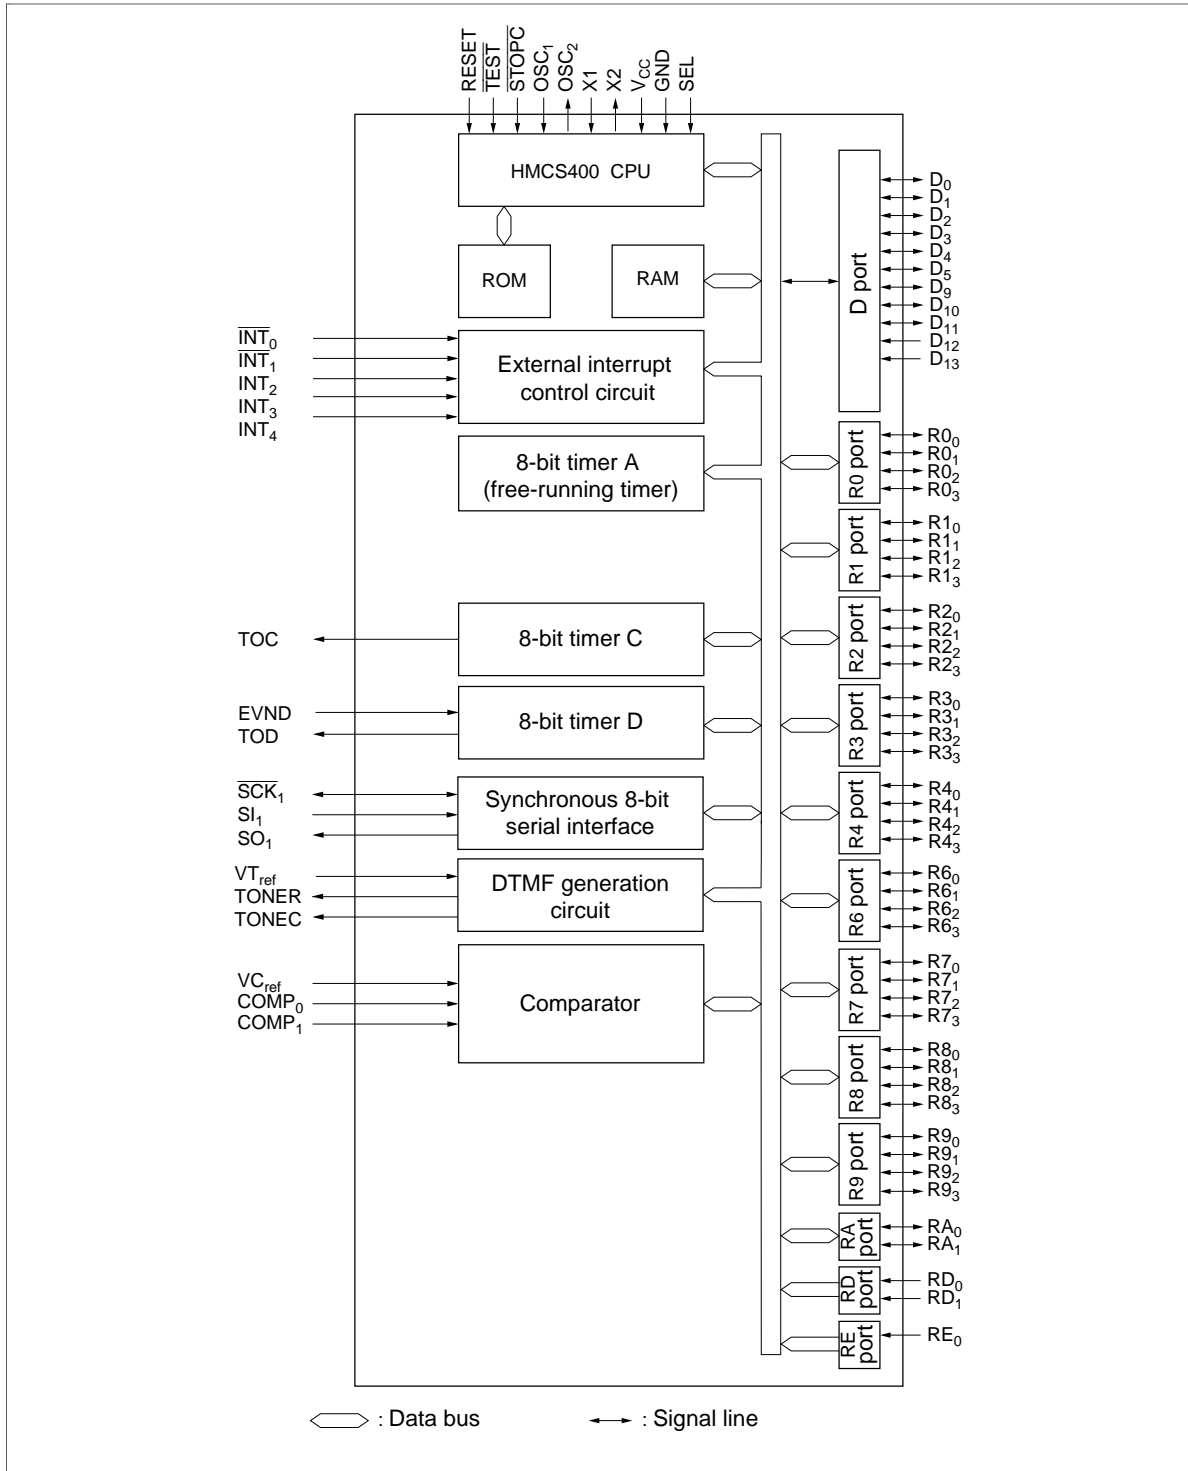 RESET
TEST
STOPC
OSC1
OSC2
X1
X2
VCC
GND
SEL
HMCS400 CPU
ROM
RAM
INT0
INT1
INT2
INT3
INT4
External interrupt
control circuit
8-bit timer A
(free-running timer)
TOC
8-bit timer C
EVND
TOD
8-bit timer D
SCK1
SI1
SO1
Synchronous 8-bit
serial interface
VTref
TONER
TONEC
DTMF generation
circuit
VCref
COMP0
COMP1
Comparator
D port
D0
D1
D2
D3
D4
D5
D9
D10
D11
D12
D13
R0 port
R00
R01
R02
R03
R1 port
R10
R11
R12
R13
R2 port
R20
R21
R22
R23
R3 port
R30
R31
R32
R33
R4 port
R40
R41
R42
R43
R6 port
R60
R61
R62
R63
R7 port
R70
R71
R72
R73
R8 port
R80
R81
R82
R83
R9 port
R90
R91
R92
R93
RA
port
RA0
RA1
RD
port
RD0
RD1
RE
port
RE0
: Data bus
: Signal line